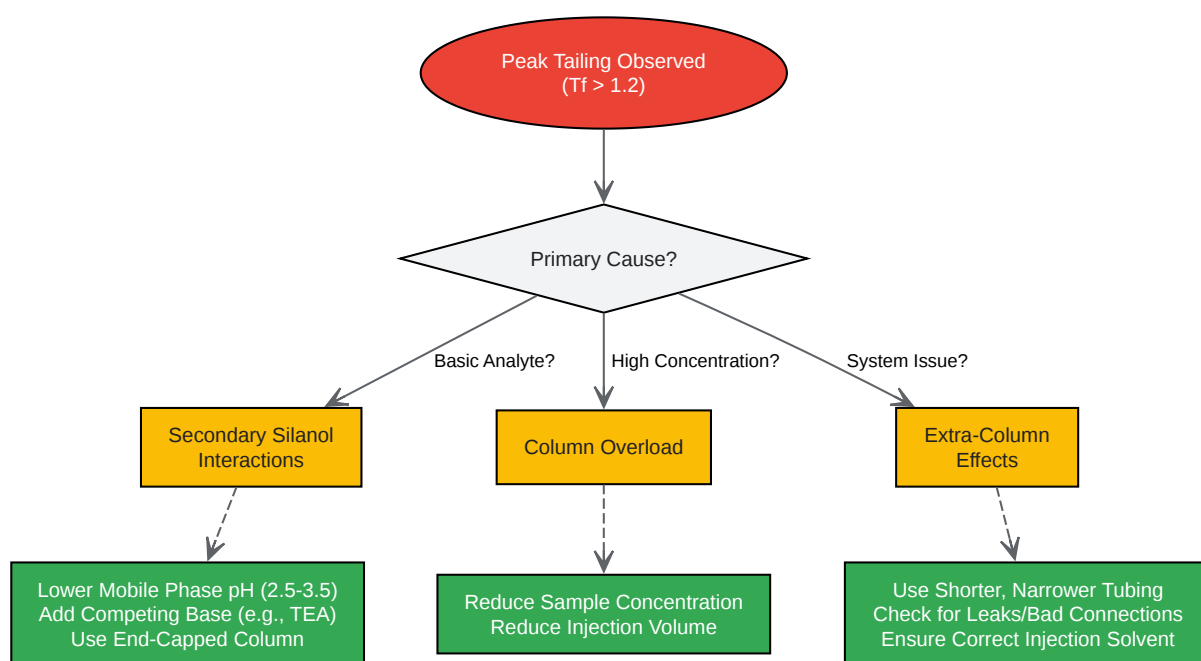 Peak Tailing Observed
(Tf > 1.2)
Primary Cause?
Basic Analyte?
High Concentration?
System Issue?
Secondary Silanol
Interactions
Column Overload
Extra-Column
Effects
Lower Mobile Phase pH (2.5-3.5)
Add Competing Base (e.g., TEA)
Use End-Capped Column
Reduce Sample Concentration
Reduce Injection Volume
Use Shorter, Narrower Tubing
Check for Leaks/Bad Connections
Ensure Correct Injection Solvent